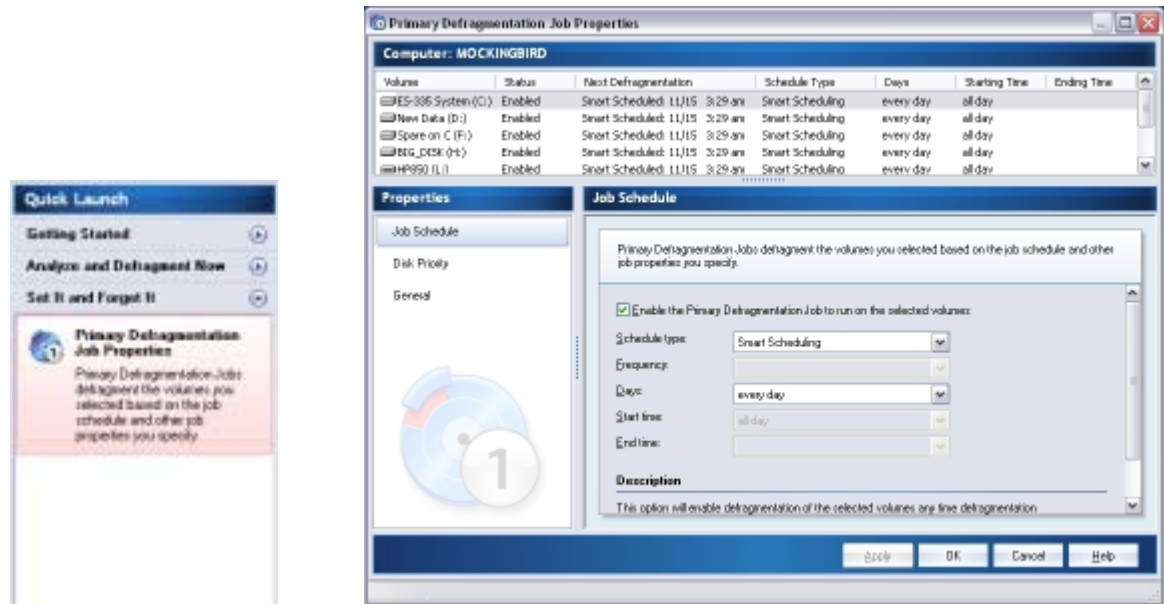 Quick Launch
Getting Started
Analyze and Defragment Now
Set It and Forget It
Primary Defragmentation
Job Properties
Primary Defragmentation Jobs
defragment the volumes you
selected based on the job
schedule and other job
properties you specify
Primary Defragmentation Job Properties
Computer: MOCKINGBIRD
Volume Status Next Defragmentation Schedule Type Days Starting Time Ending Time
ES-335 System (C:) Enabled Smart Scheduled: 11/15 3:29 am Smart Scheduling every day all day
New Data (D:) Enabled Smart Scheduled: 11/15 3:29 am Smart Scheduling every day all day
Spare on C (F:) Enabled Smart Scheduled: 11/15 3:29 am Smart Scheduling every day all day
BIG_DISK (H:) Enabled Smart Scheduled: 11/15 3:29 am Smart Scheduling every day all day
HP850 (L:) Enabled Smart Scheduled: 11/15 3:29 am Smart Scheduling every day all day
Properties
Job Schedule
Disk Priority
General
1
Job Schedule
Primary Defragmentation Jobs defragment the volumes you selected based on the job schedule and other
job properties you specify.
Enable the Primary Defragmentation Job to run on the selected volumes
Schedule type: Smart Scheduling
Frequency:
Days: every day
Start time: all day
End time:
Description
This option will enable defragmentation of the selected volumes any time defragmentation
Apply OK Cancel Help